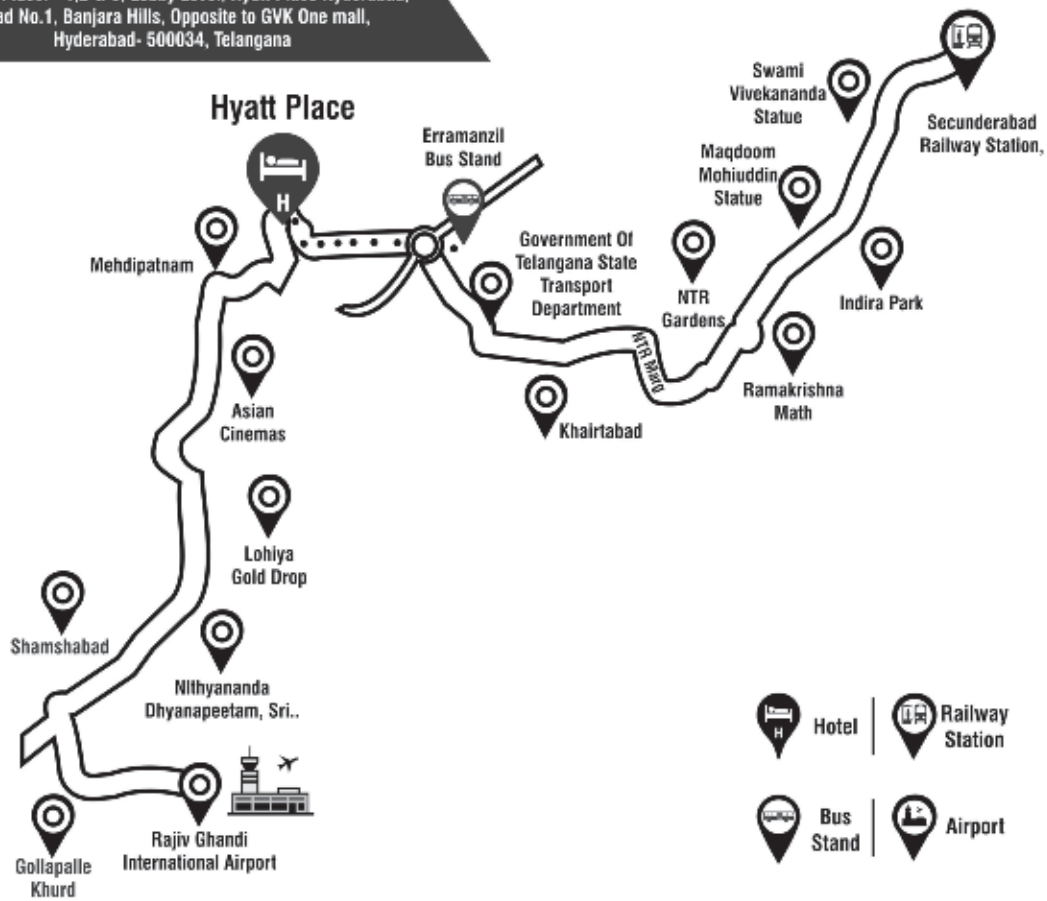 ad No.1, Banjara Hills, Opposite to GVK One mall,
Hyderabad- 500034, Telangana
Hyatt Place
H
Erramanzil
Bus Stand
Swami
Vivekananda
Statue
Secunderabad
Railway Station,
Maqdoom
Mohiuddin
Statue
Mehdipatnam
Government Of
Telangana State
Transport
Department
NTR
Gardens
Indira Park
NTR Marg
Ramakrishna
Math
Khairtabad
Asian
Cinemas
Lohiya
Gold Drop
Shamshabad
NIthyananda
Dhyanapeetam, Sri..
Rajiv Ghandi
International Airport
Gollapalle
Khurd
H
Hotel
Railway
Station
Bus
Stand
Airport